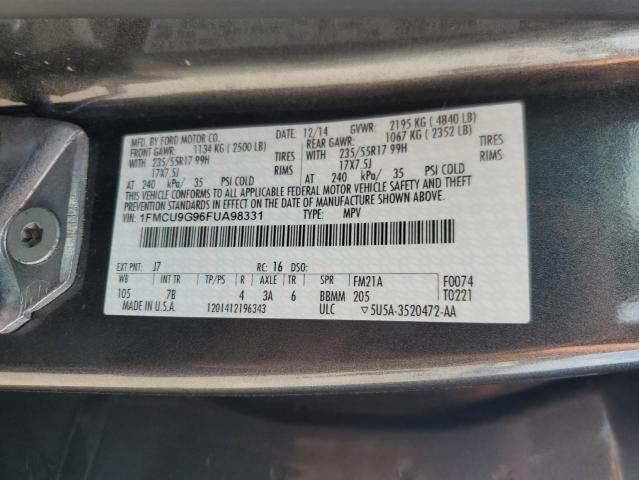 MFD. BY FORD MOTOR CO. 12/14 GVWR: 2195 KG ( 4840 LB)
FRONT GAWR: 1134 KG ( 2500 LB) REAR GAWR: 1067 KG ( 2352 LB)
WITH 235/55R17 99H TIRES WITH 235/55R17 99H TIRES
17X7.5J RIMS 17X7.5J RIMS
AT 240 kPa/ 35 PSI COLD AT 240 kPa/ 35 PSI COLD
THIS VEHICLE CONFORMS TO ALL APPLICABLE FEDERAL MOTOR VEHICLE SAFETY AND BUMPER
STANDARDS IN EFFECT ON THE DATE OF MANUFACTURE SHOWN ABOVE.
VIN: 1FMCU9G96FUA98331 TYPE: MPV
EXT PNT: J7 RC: 16 DSO:
WB INT TR TP/PS R AXLE TR SPR FM21A F0074
105 7B 4 3A 6 BBMM 205 T0221
MADE IN U.S.A. 1201412196343 ULC ▽5U5A-3520472-AA